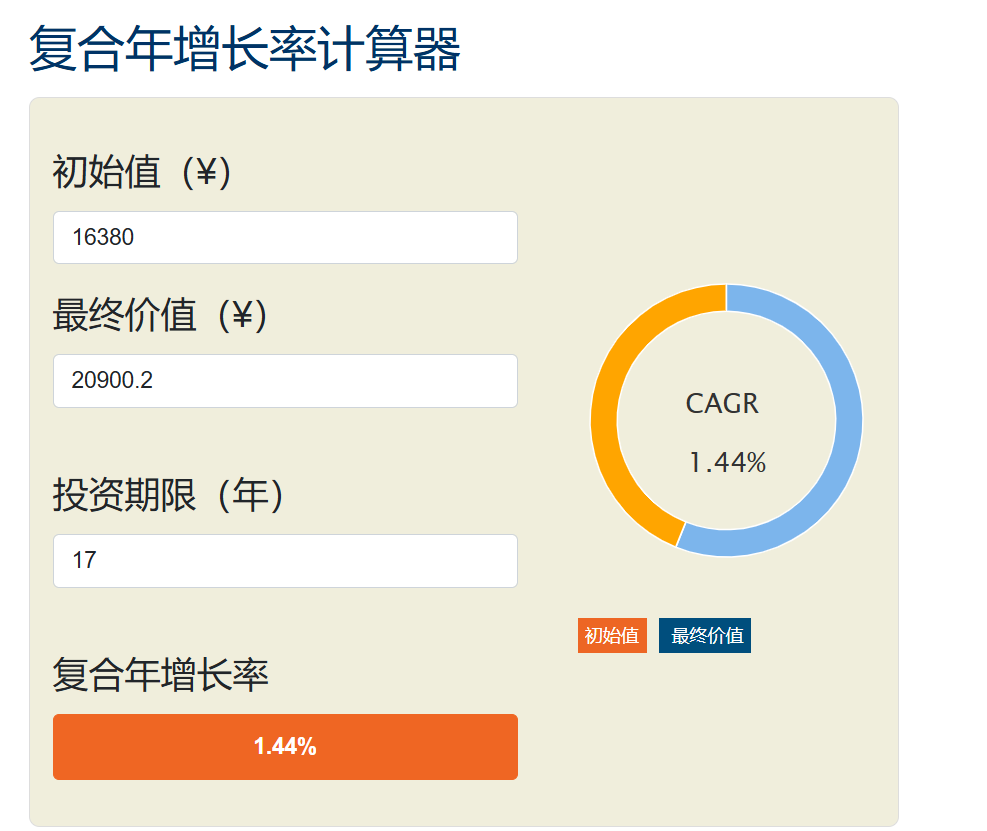 复合年增长率计算器
初始值（¥）
16380
最终价值（¥）
20900.2
投资期限（年）
17
复合年增长率
1.44%
CAGR
1.44%
初始值
最终价值